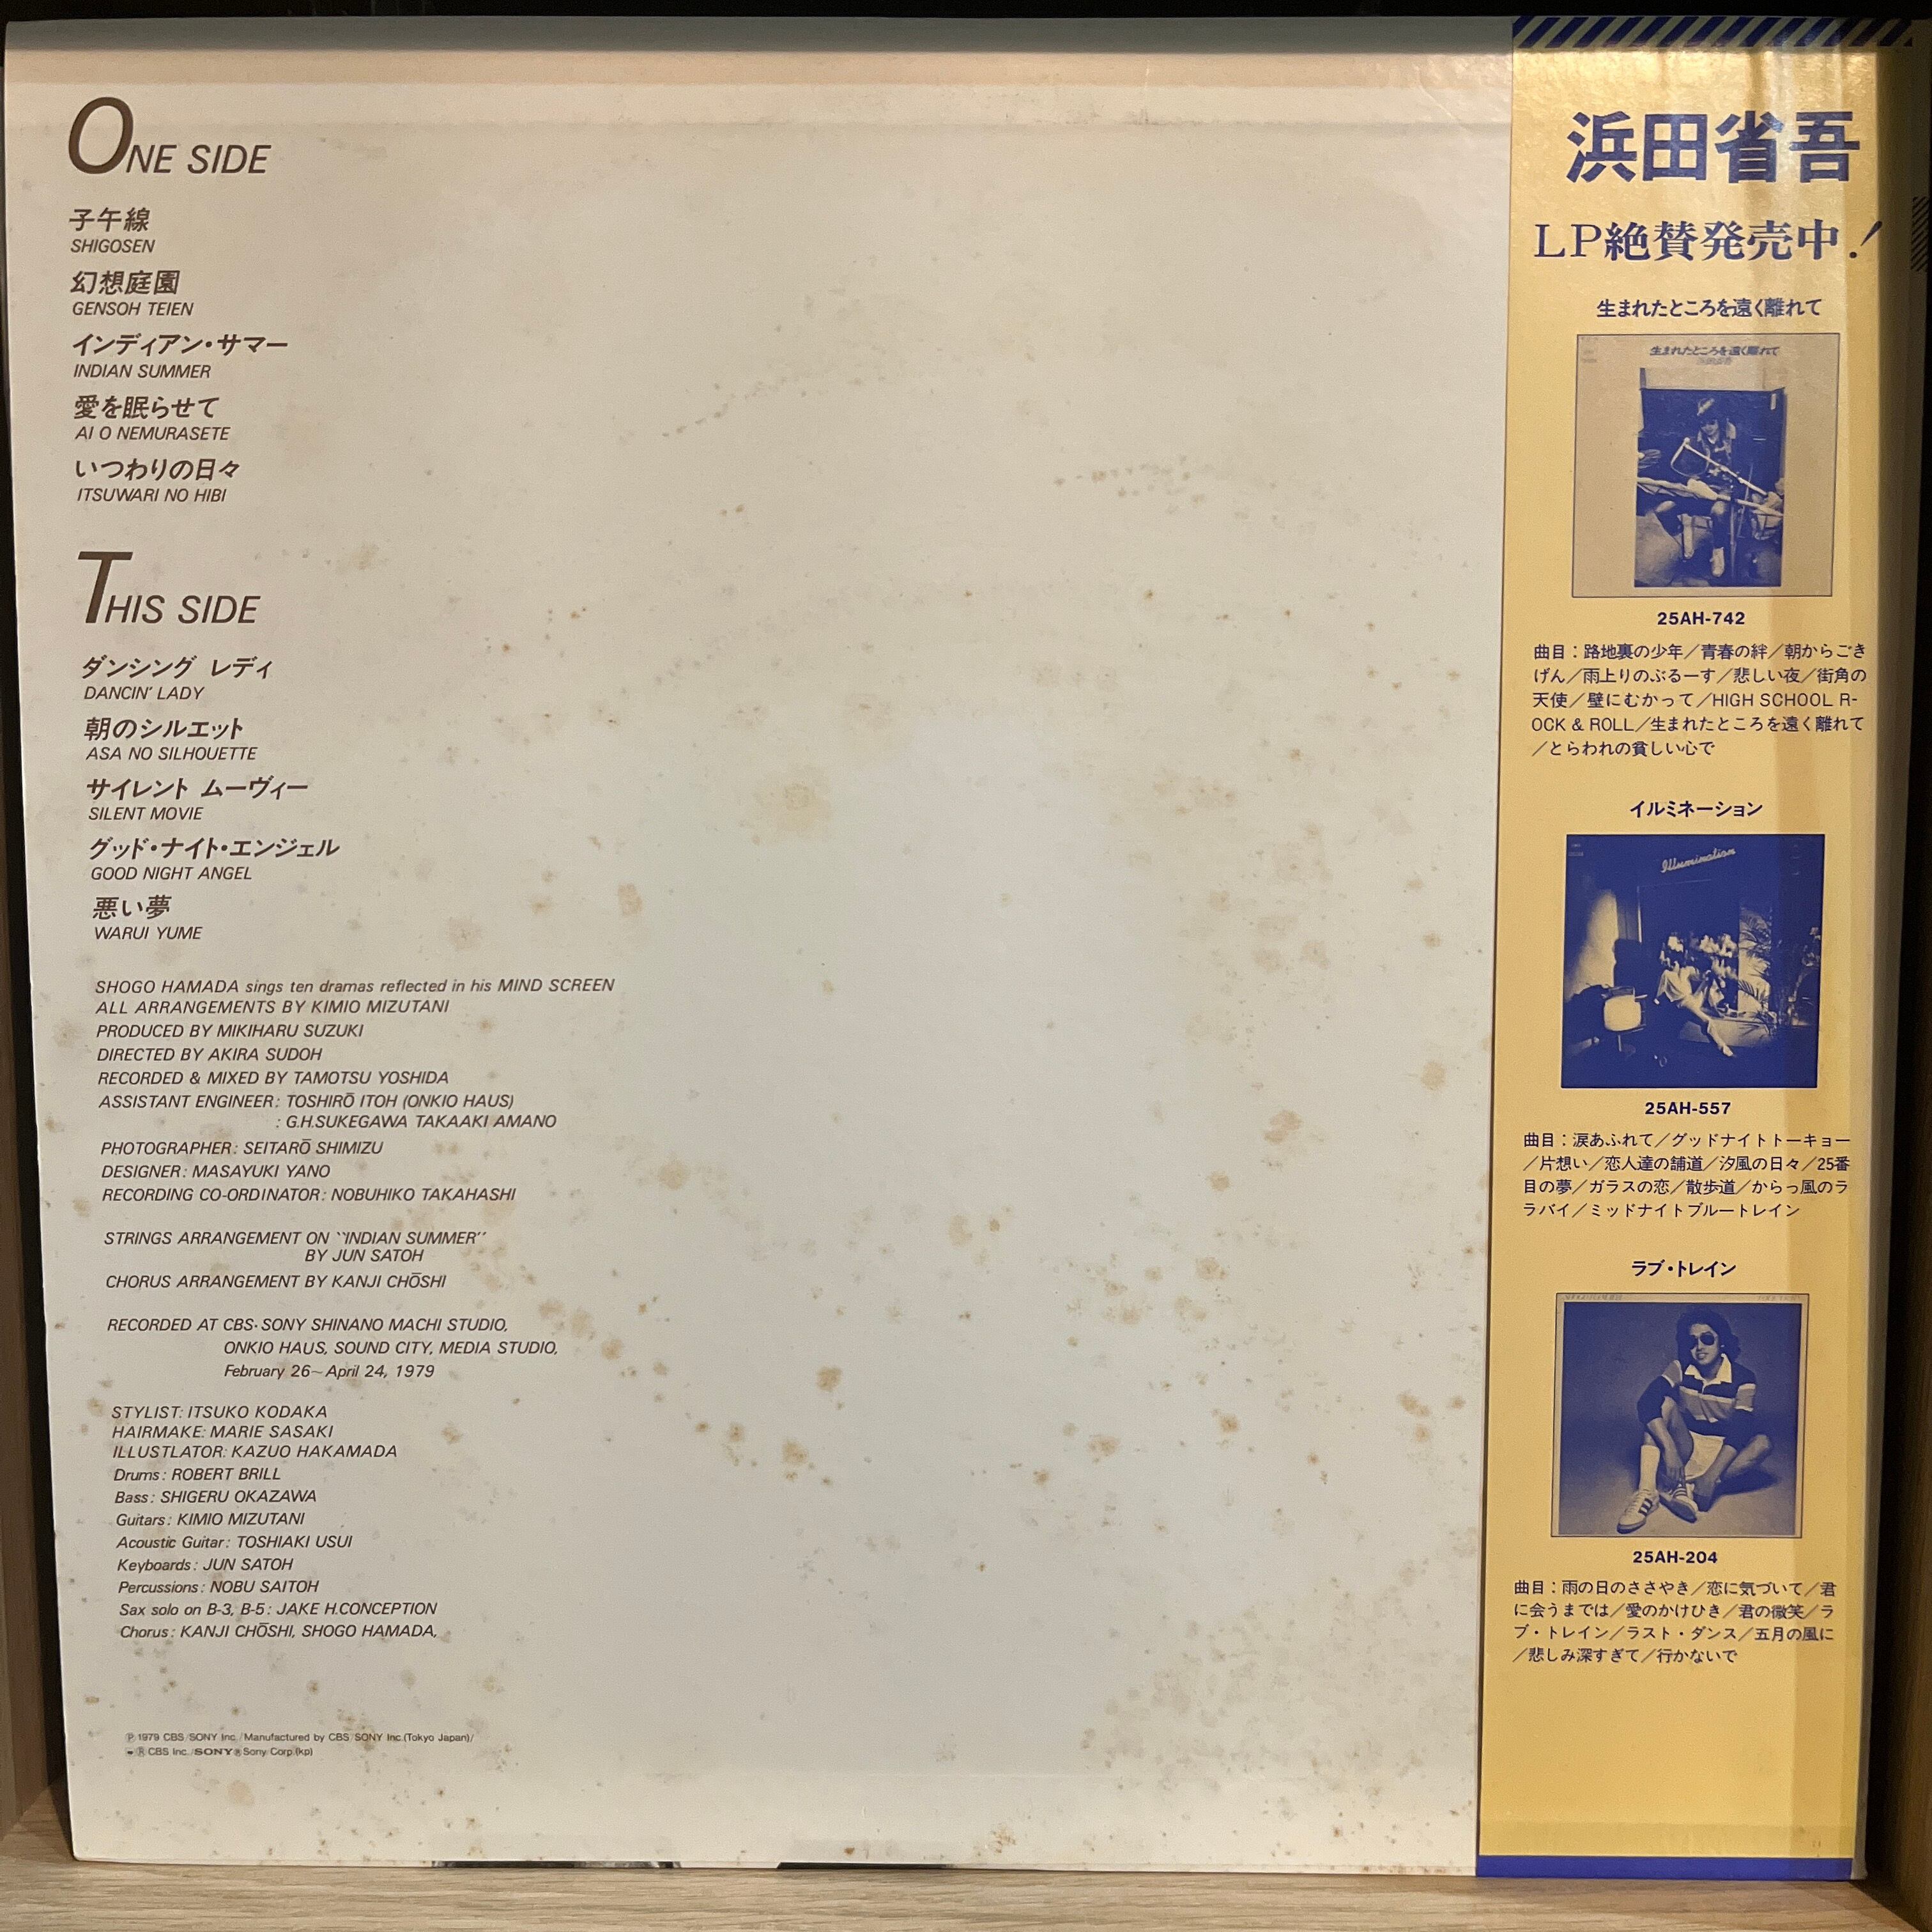 ONE SIDE
子午線
SHIGOSEN
幻想庭園
GENSOH TEIEN
インディアン・サマー
INDIAN SUMMER
愛を眠らせて
AI O NEMURASETE
いつわりの日々
ITSUWARI NO HIBI
THIS SIDE
ダンシング レディ
DANCIN' LADY
朝のシルエット
ASA NO SILHOUETTE
サイレント ムーヴィー
SILENT MOVIE
グッド・ナイト・エンジェル
GOOD NIGHT ANGEL
悪い夢
WARUI YUME
SHOGO HAMADA sings ten dramas reflected in his MIND SCREEN
ALL ARRANGEMENTS BY KIMIO MIZUTANI
PRODUCED BY MIKIHARU SUZUKI
DIRECTED BY AKIRA SUDOH
RECORDED & MIXED BY TAMOTSU YOSHIDA
ASSISTANT ENGINEER: TOSHIRŌ ITOH (ONKIO HAUS)
: G.H.SUKEGAWA TAKAAKI AMANO
PHOTOGRAPHER: SEITARŌ SHIMIZU
DESIGNER: MASAYUKI YANO
RECORDING CO-ORDINATOR: NOBUHIKO TAKAHASHI
STRINGS ARRANGEMENT ON "INDIAN SUMMER"
BY JUN SATOH
CHORUS ARRANGEMENT BY KANJI CHŌSHI
RECORDED AT CBS・SONY SHINANO MACHI STUDIO,
ONKIO HAUS, SOUND CITY, MEDIA STUDIO,
February 26~April 24, 1979
STYLIST: ITSUKO KODAKA
HAIRMAKE: MARIE SASAKI
ILLUSTLATOR: KAZUO HAKAMADA
Drums: ROBERT BRILL
Bass: SHIGERU OKAZAWA
Guitars: KIMIO MIZUTANI
Acoustic Guitar: TOSHIAKI USUI
Keyboards: JUN SATOH
Percussions: NOBU SAITOH
Sax solo on B-3, B-5: JAKE H.CONCEPTION
Chorus: KANJI CHŌSHI, SHOGO HAMADA,
Ⓟ1979 CBS/SONY Inc./Manufactured by CBS/SONY Inc.(Tokyo Japan)/
®CBS Inc./SONY®Sony Corp.(kp)
浜田省吾
LP絶賛発売中!
生まれたところを遠く離れて
生まれたところを遠く離れて
浜田省吾
25AH-742
曲目：路地裏の少年／青春の絆／朝からごき
げん／雨上りのぶるーす／悲しい夜／街角の
天使／壁にむかって／HIGH SCHOOL R-
OCK & ROLL／生まれたところを遠く離れて
／とらわれの貧しい心で
イルミネーション
Illumination
25AH-557
曲目：涙あふれて／グッドナイトトーキョー
／片想い／恋人達の舗道／汐風の日々／25番
目の夢／ガラスの恋／散歩道／からっ風のラ
ラバイ／ミッドナイトブルートレイン
ラブ・トレイン
25AH-204
曲目：雨の日のささやき／恋に気づいて／君
に会うまでは／愛のかけひき／君の微笑／ラ
ブ・トレイン／ラスト・ダンス／五月の風に
／悲しみ深すぎて／行かないで